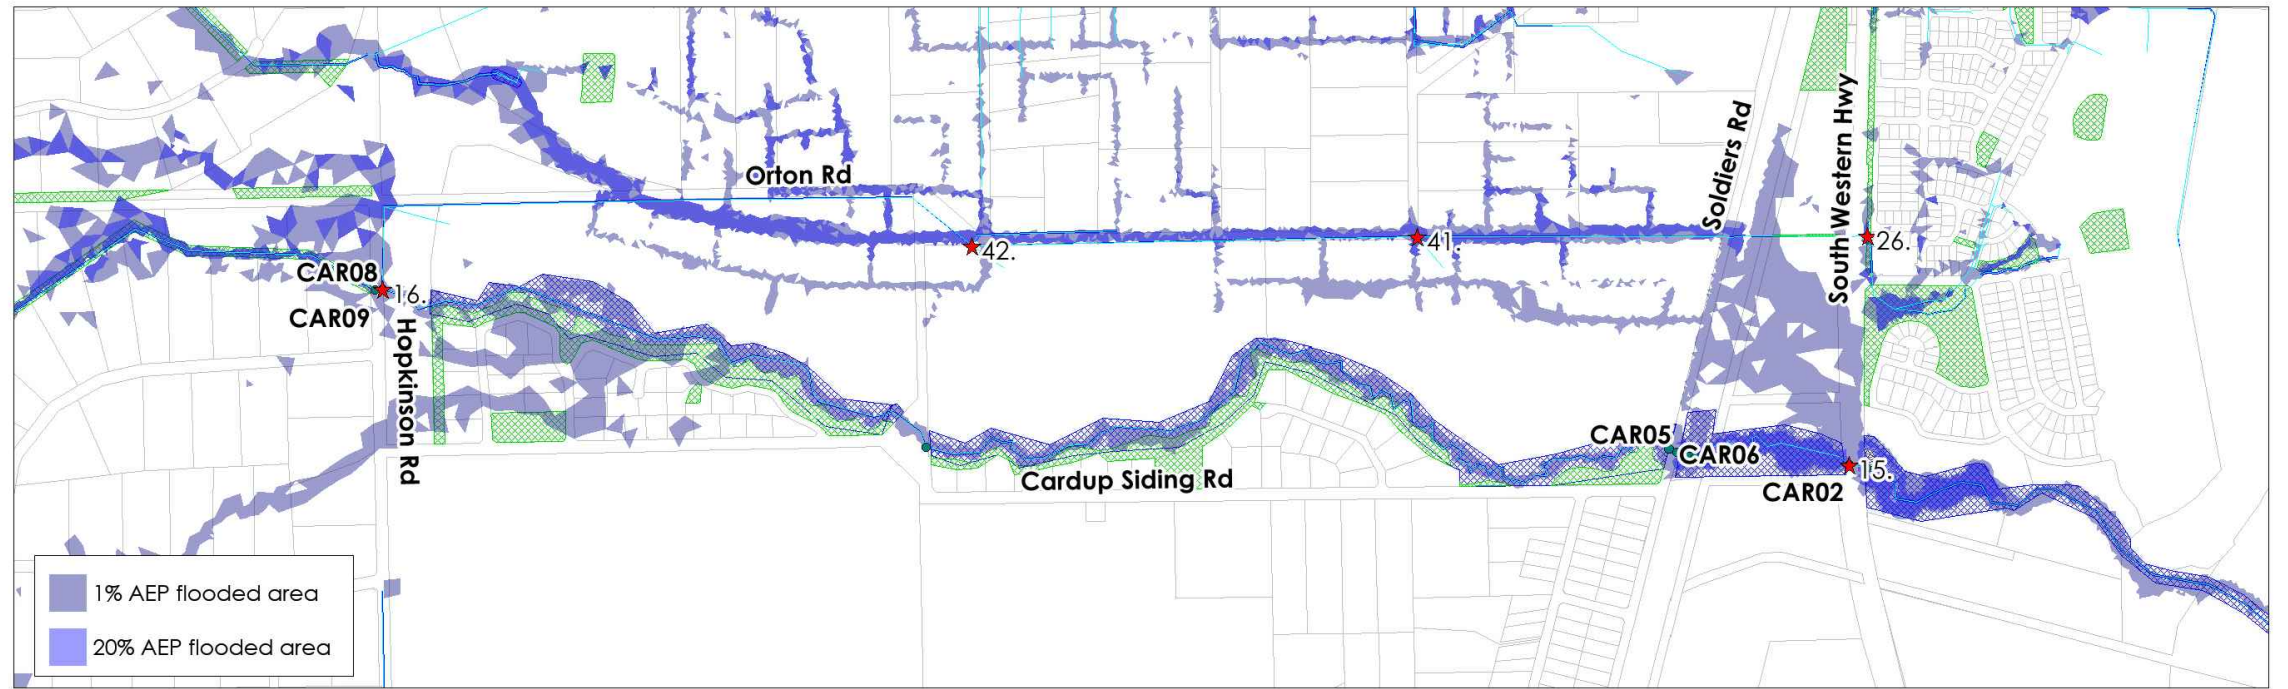 Orton Rd
Soldiers Rd
South Western Hwy
42.
41.
26.
CAR08
16.
CAR09
Hopkinson Rd
CAR05
CAR06
15.
Cardup Siding Rd
CAR02
1% AEP flooded area
20% AEP flooded area